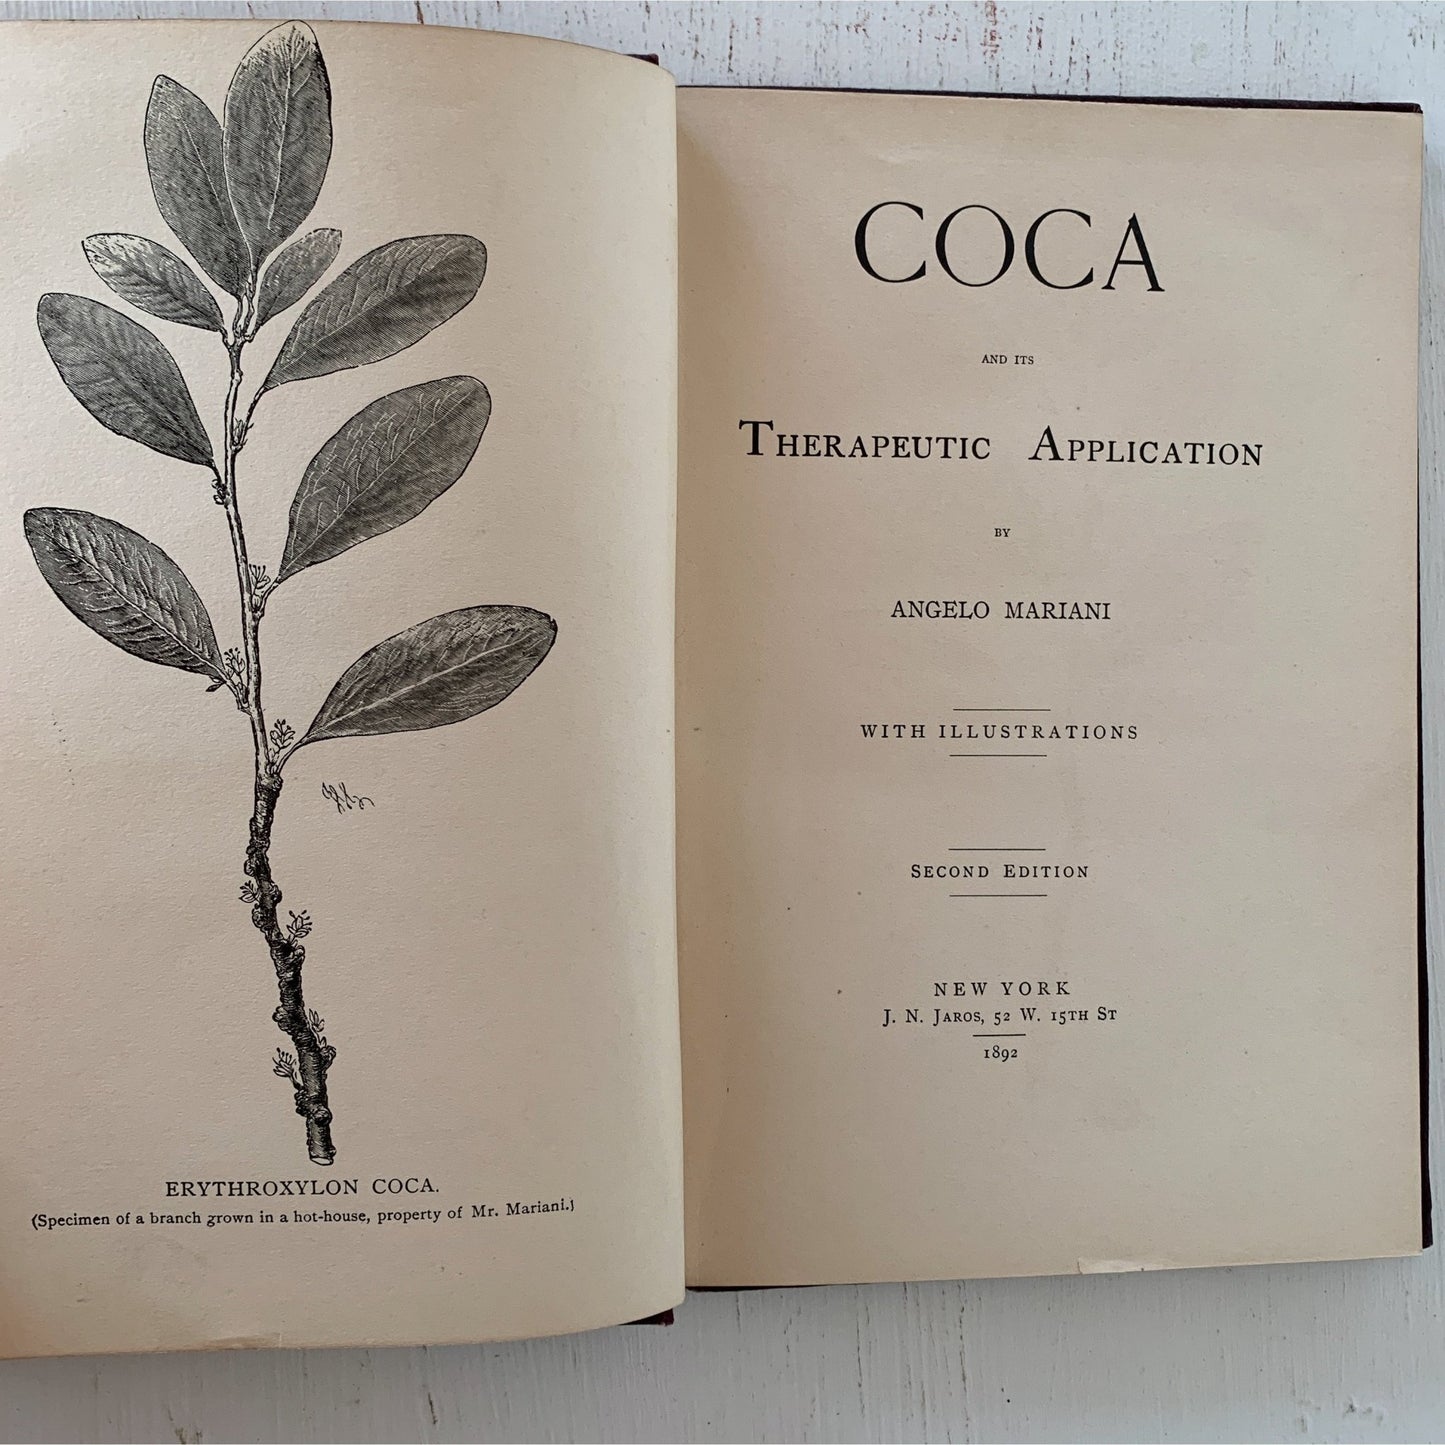 ERYTHROXYLON COCA.
(Specimen of a branch grown in a hot-house, property of Mr. Mariani.)
COCA
AND ITS
THERAPEUTIC APPLICATION
BY
ANGELO MARIANI
WITH ILLUSTRATIONS
SECOND EDITION
NEW YORK
J. N. JAROS, 52 W. 15TH ST
1892